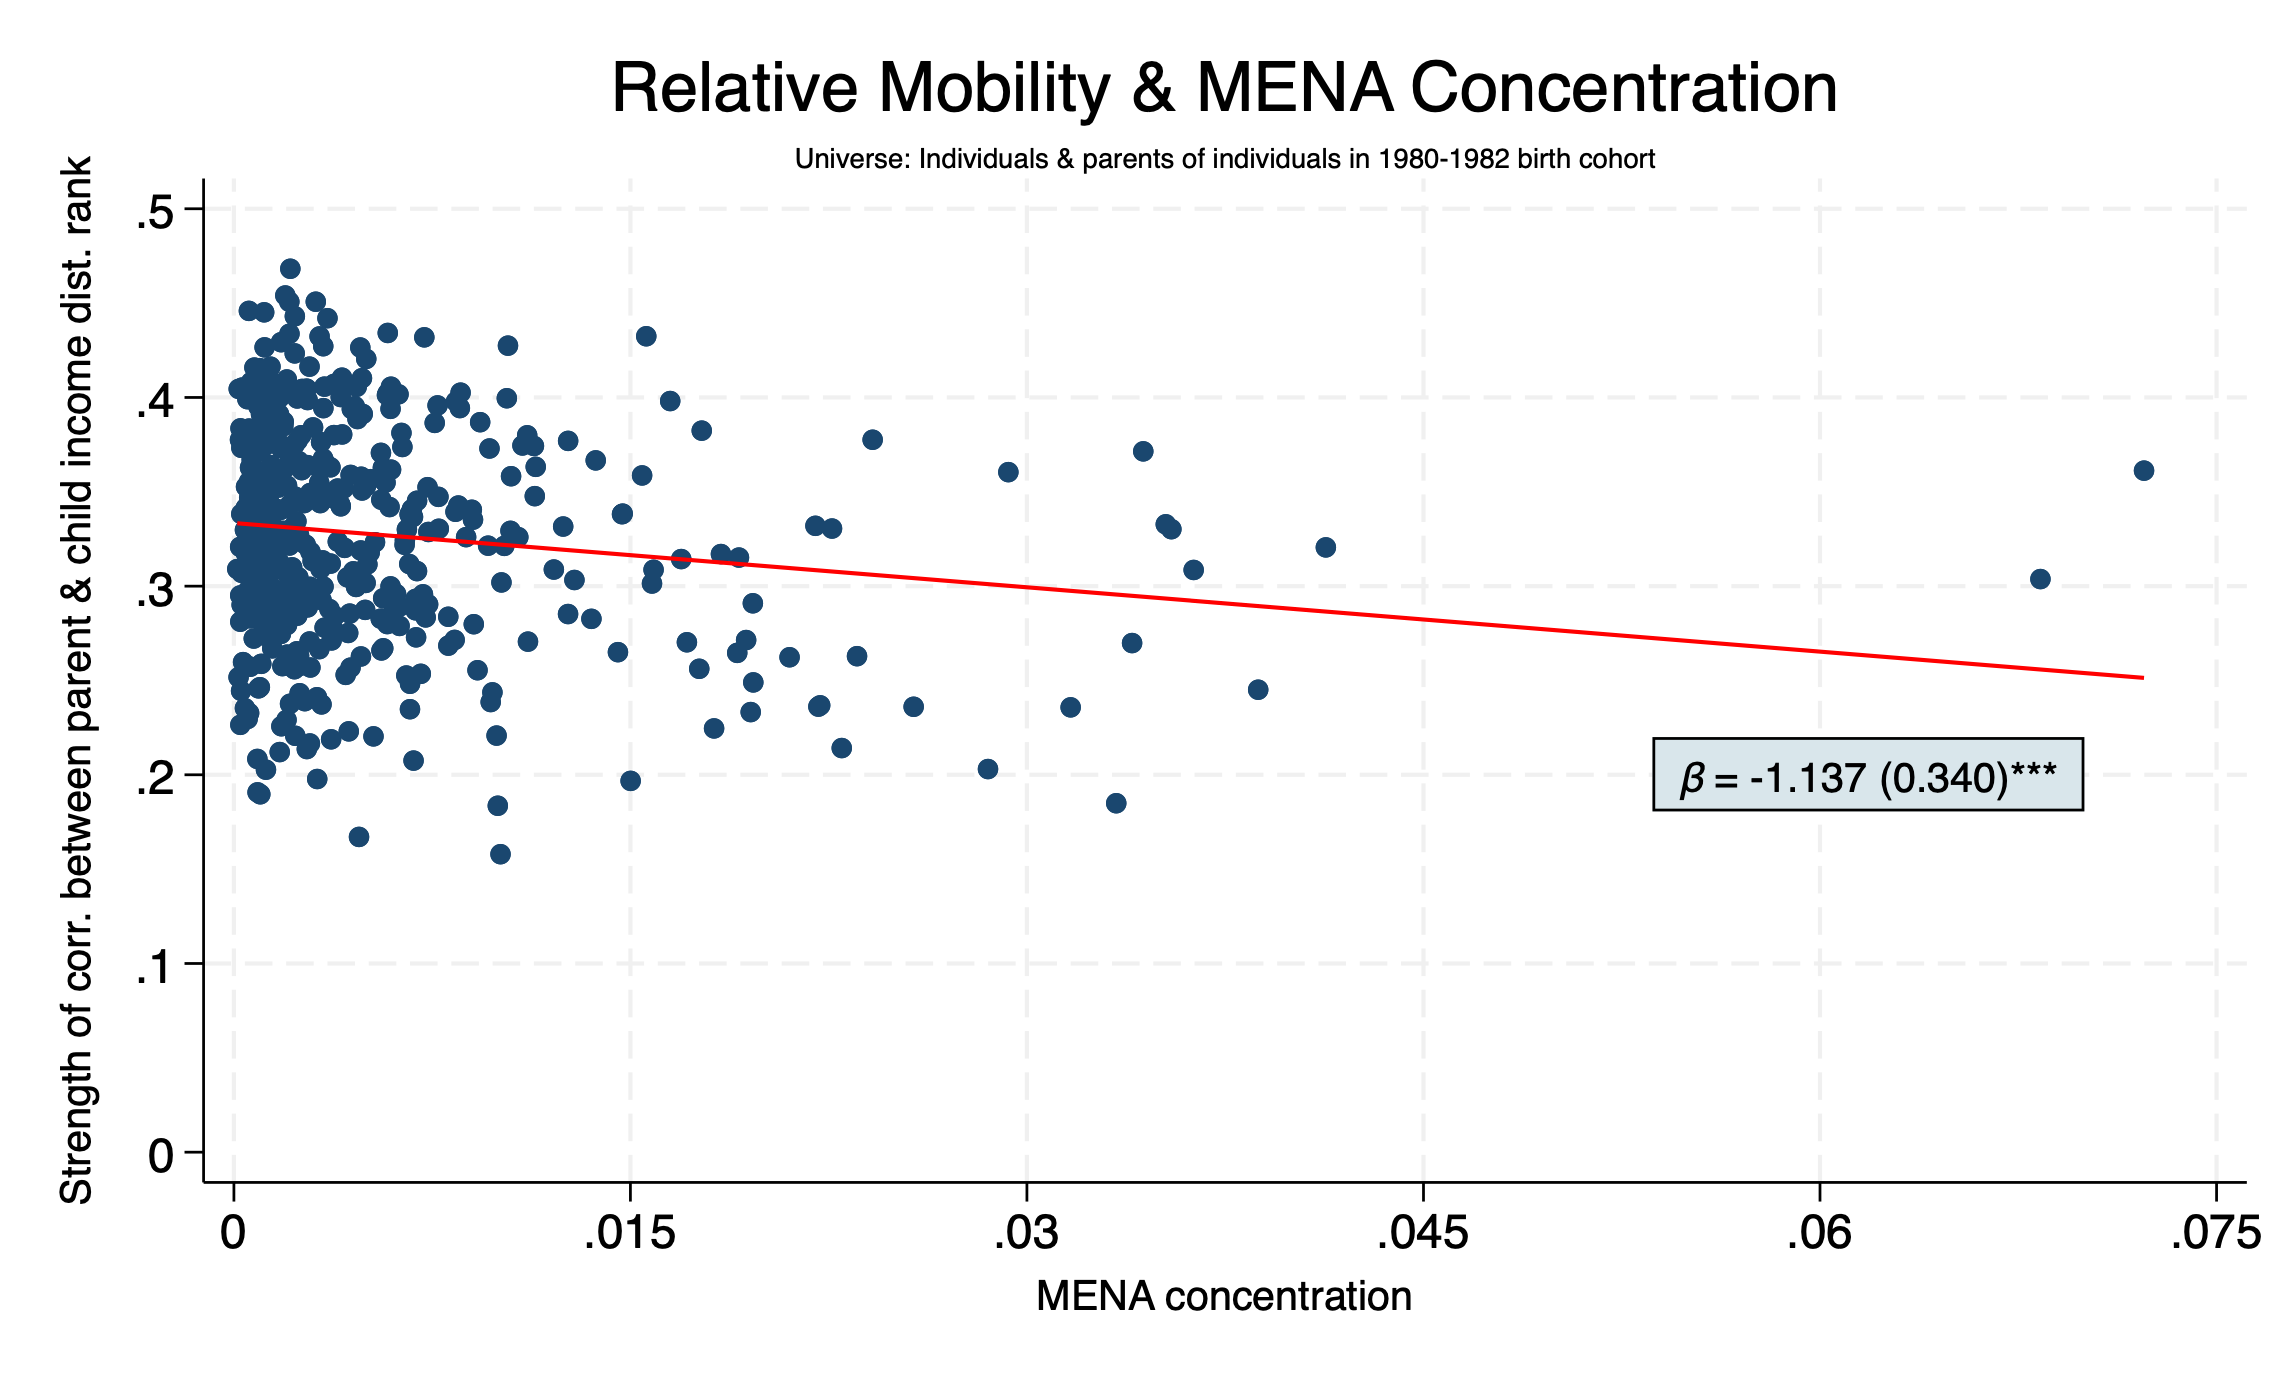 Relative Mobility & MENA Concentration
Universe: Individuals & parents of individuals in 1980-1982 birth cohort
Strength of corr. between parent & child income dist. rank
.5
.4
.3
.2
.1
0
β = -1.137 (0.340)***
0 .015 .03 .045 .06 .075
MENA concentration